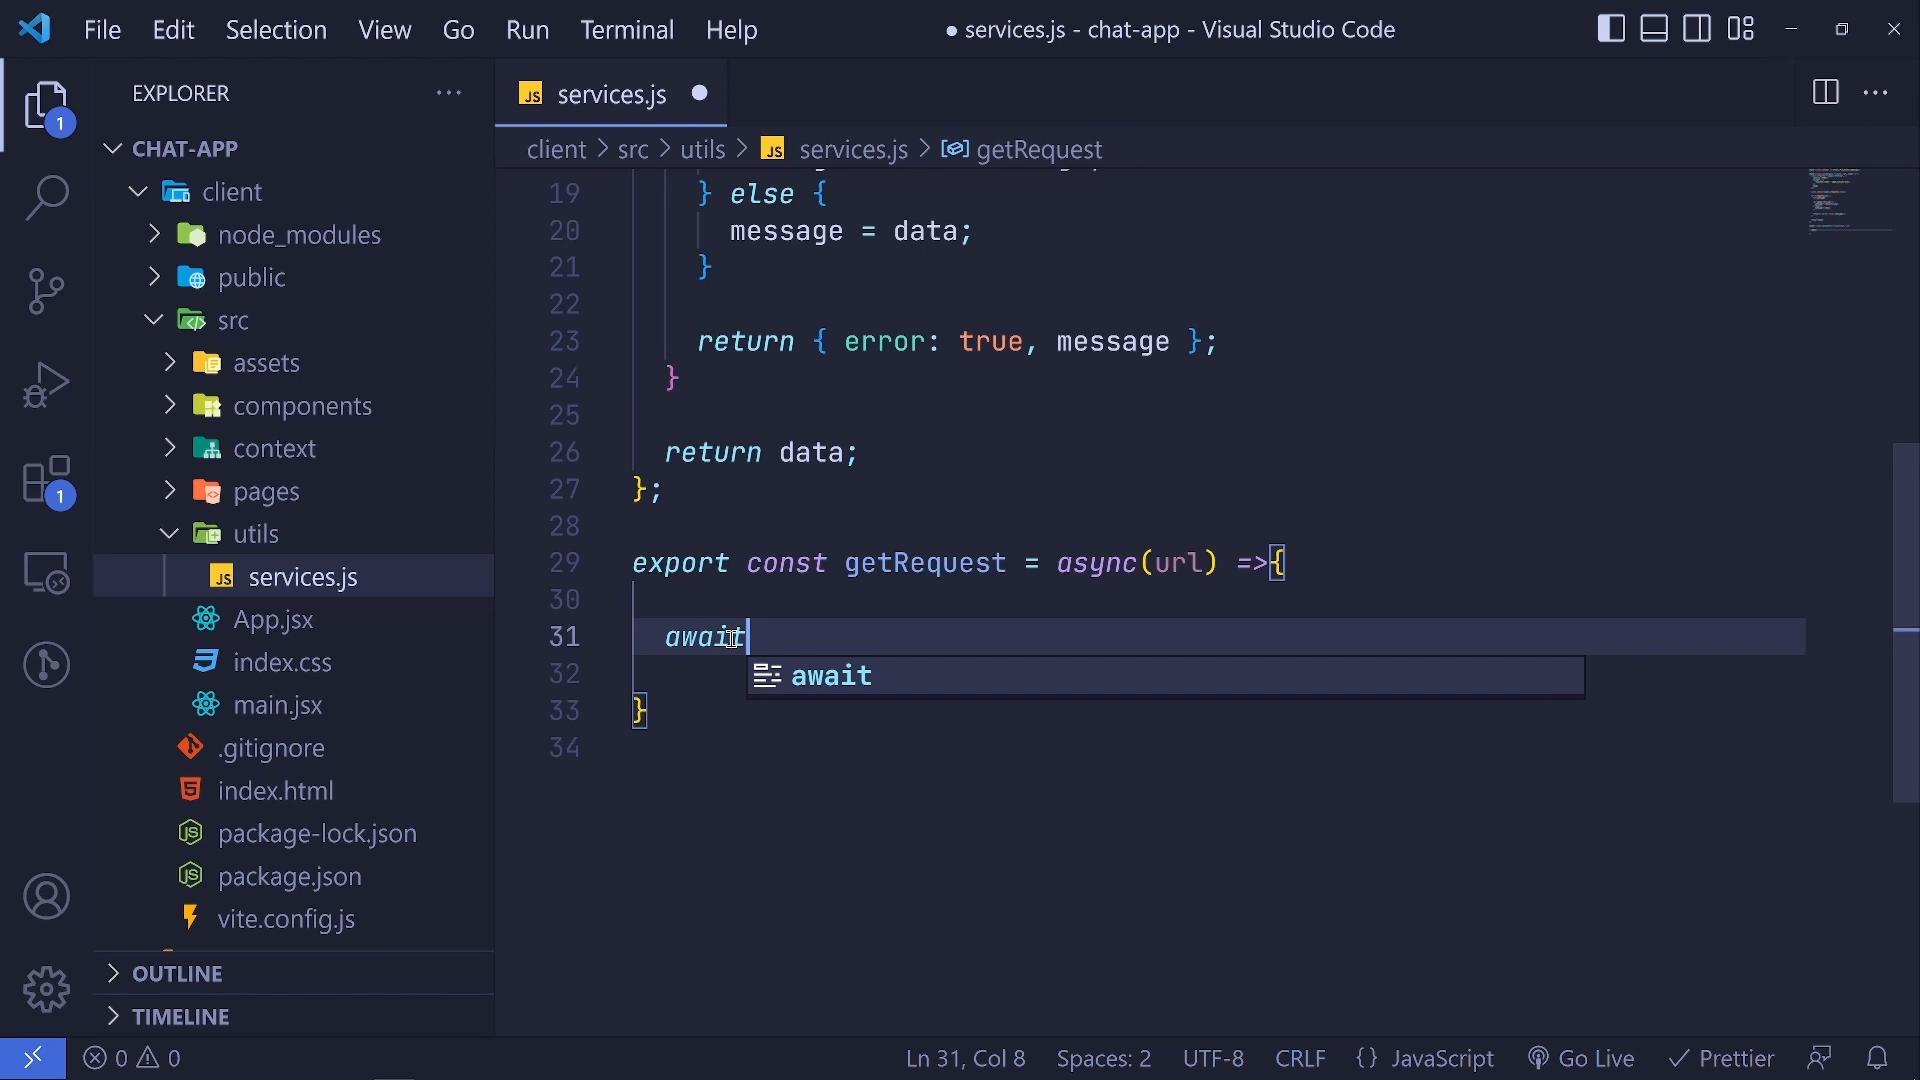 File Edit Selection View Go Run Terminal Help ● services.js - chat-app - Visual Studio Code
EXPLORER
CHAT-APP
client
node_modules
public
src
assets
components
context
pages
utils
services.js
App.jsx
index.css
main.jsx
.gitignore
index.html
package-lock.json
package.json
vite.config.js
OUTLINE
TIMELINE
1
1
JS services.js
client > src > utils > JS services.js > getRequest
19 } else {
20 message = data;
21 }
22
23 return { error: true, message };
24 }
25
26 return data;
27 };
28
29 export const getRequest = async(url) =>{
30
31 await
await
32
33 }
34
0 0 Ln 31, Col 8 Spaces: 2 UTF-8 CRLF {} JavaScript Go Live Prettier